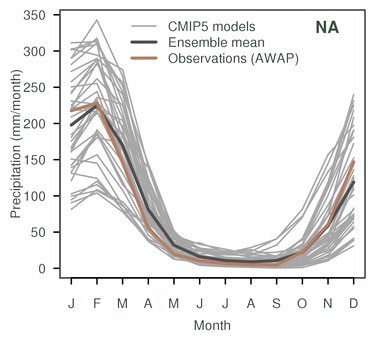 350
300
250
200
150
100
50
0
Precipitation (mm/month)
CMIP5 models
Ensemble mean
Observations (AWAP)
NA
J F M A M J J A S O N D
Month